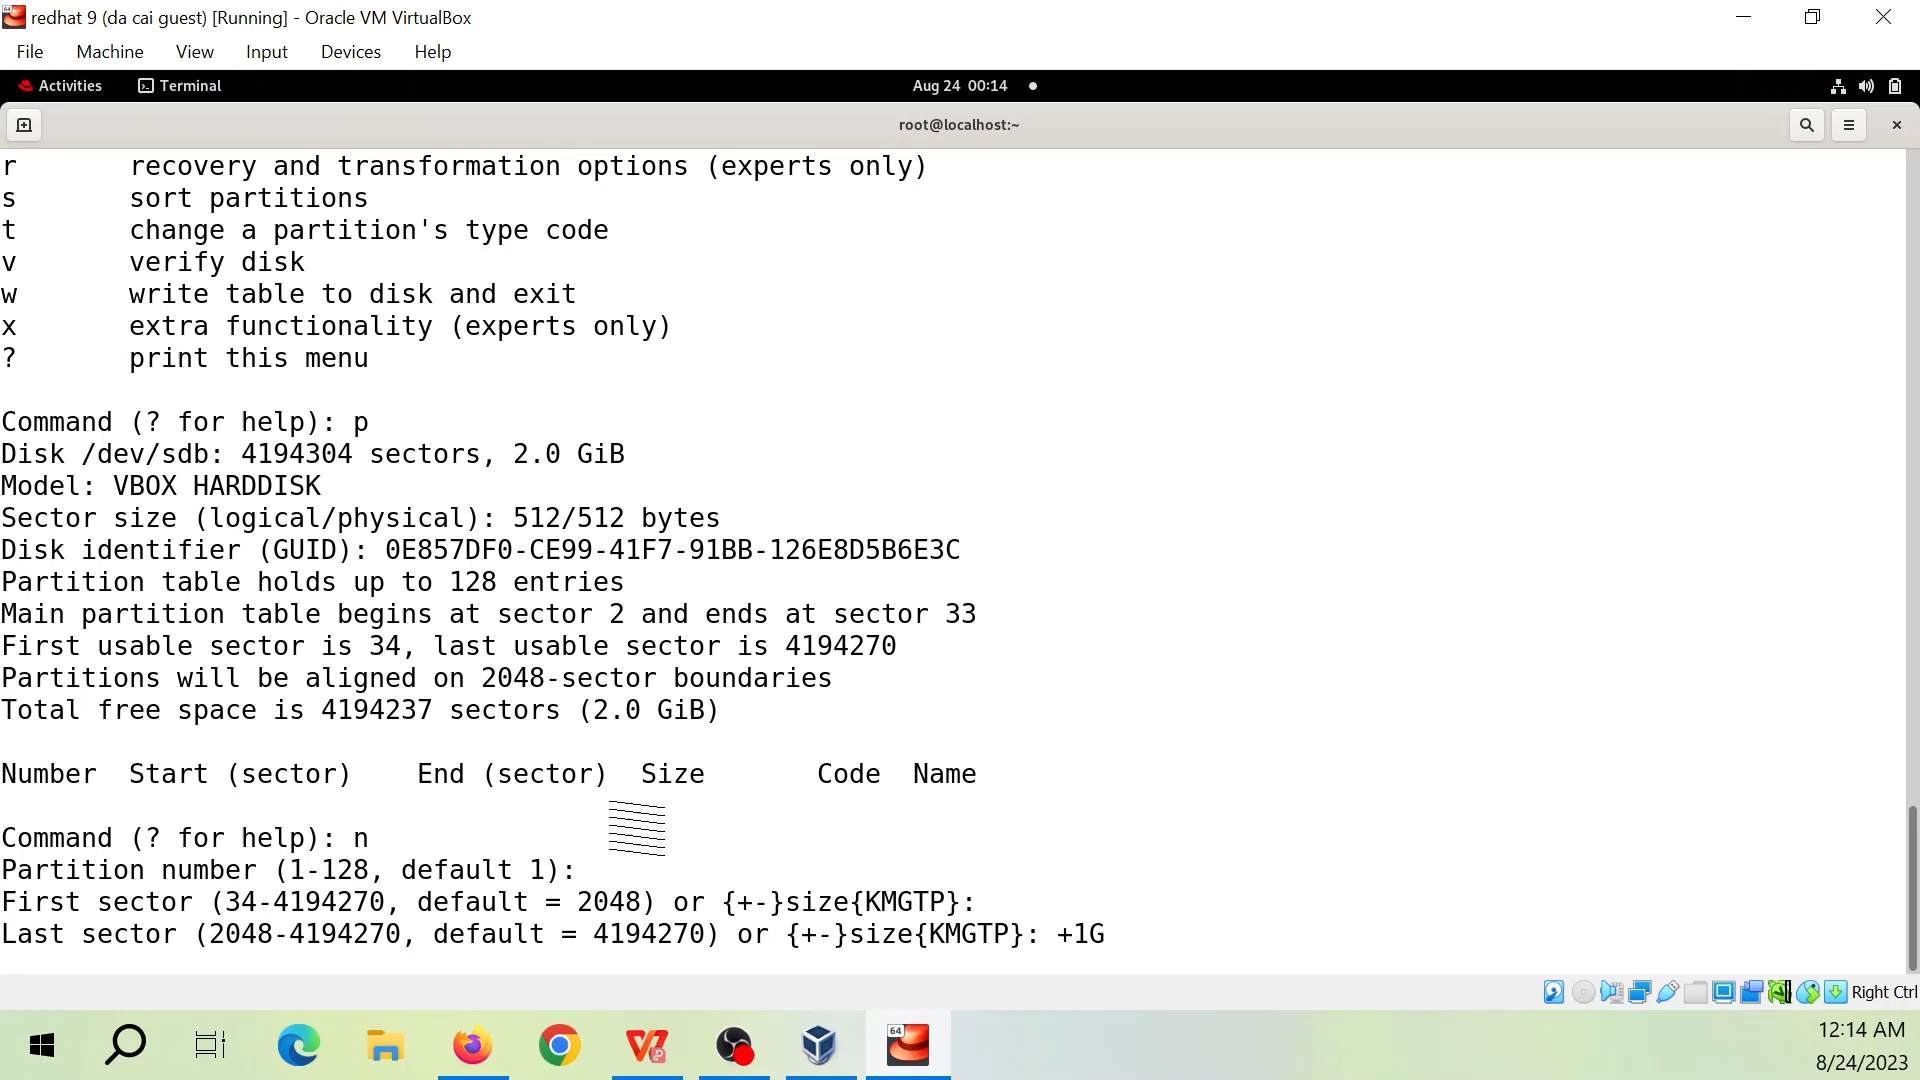 redhat 9 (da cai guest) [Running] - Oracle VM VirtualBox
File Machine View Input Devices Help
Activities Terminal Aug 24 00:14
root@localhost:~
r recovery and transformation options (experts only)
s sort partitions
t change a partition's type code
v verify disk
w write table to disk and exit
x extra functionality (experts only)
? print this menu
Command (? for help): p
Disk /dev/sdb: 4194304 sectors, 2.0 GiB
Model: VBOX HARDDISK
Sector size (logical/physical): 512/512 bytes
Disk identifier (GUID): 0E857DF0-CE99-41F7-91BB-126E8D5B6E3C
Partition table holds up to 128 entries
Main partition table begins at sector 2 and ends at sector 33
First usable sector is 34, last usable sector is 4194270
Partitions will be aligned on 2048-sector boundaries
Total free space is 4194237 sectors (2.0 GiB)
Number Start (sector) End (sector) Size Code Name
Command (? for help): n
Partition number (1-128, default 1):
First sector (34-4194270, default = 2048) or {+-}size{KMGTP}:
Last sector (2048-4194270, default = 4194270) or {+-}size{KMGTP}: +1G
Right Ctrl
64
12:14 AM
8/24/2023